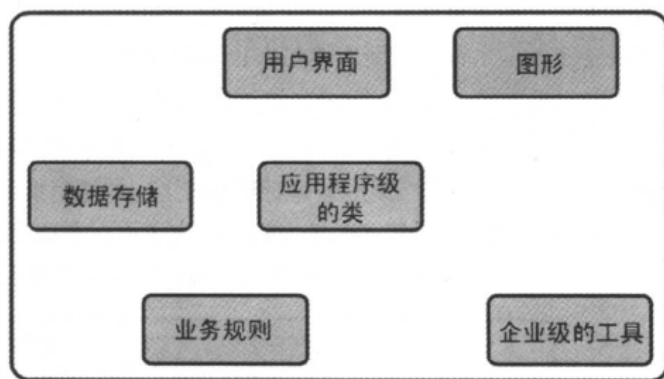 用户界面
图形
数据存储
应用程序级
的类
业务规则
企业级的工具